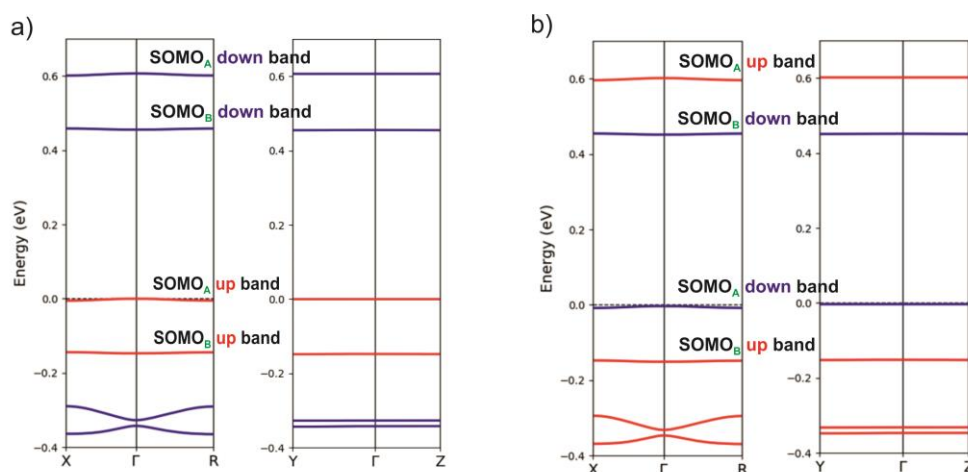 a)
SOMOA down band
SOMOB down band
SOMOA up band
SOMOB up band
Energy (eV)
0.6
0.4
0.2
0.0
−0.2
−0.4
X Γ R
0.6
0.4
0.2
0.0
−0.2
−0.4
Y Γ Z
b)
SOMOA up band
SOMOB down band
SOMOA down band
SOMOB up band
Energy (eV)
0.6
0.4
0.2
0.0
−0.2
−0.4
X Γ R
0.6
0.4
0.2
0.0
−0.2
−0.4
Y Γ Z